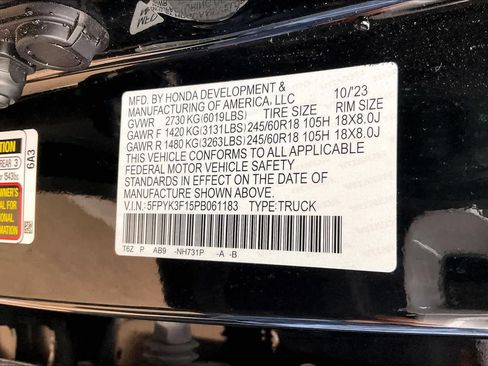 MFD. BY HONDA DEVELOPMENT & 10/'23
MANUFACTURING OF AMERICA, LLC
GVWR 2730 KG(6019LBS) TIRE SIZE RIM SIZE
GAWR F 1420 KG(3131LBS) 245/60R18 105H 18X8.0J
GAWR R 1480 KG(3263LBS) 245/60R18 105H 18X8.0J
THIS VEHICLE CONFORMS TO ALL APPLICABLE
FEDERAL MOTOR VEHICLE SAFETY
STANDARDS IN EFFECT ON THE DATE OF
MANUFACTURE SHOWN ABOVE.
V.I.N.: 5FPYK3F15PB061183 TYPE:TRUCK
T6Z P AB9 -NH731P -A -B
6A3
REAR 3